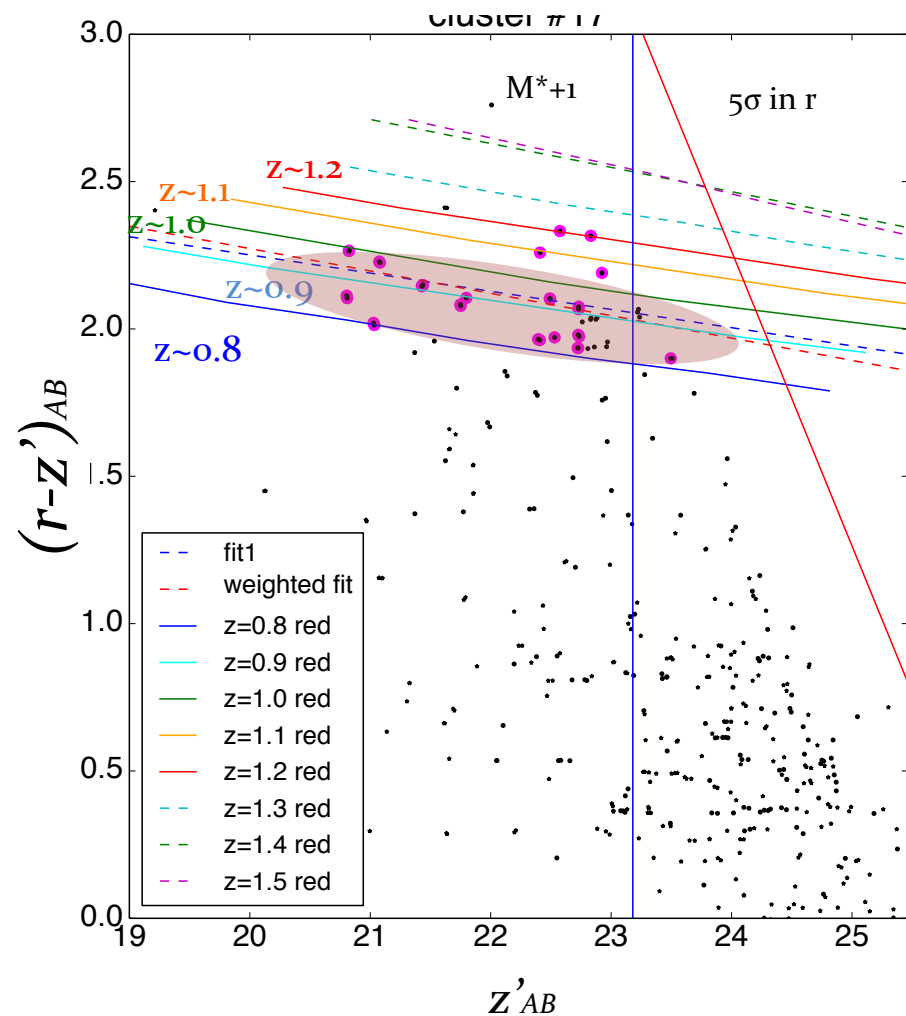 cluster #17
3.0
M*+1
5σ in r
2.5
z~1.2
z~1.1
z~1.0
z~0.9
2.0
z~0.8
(r-z')AB
1.5
1.0
0.5
0.0
fit1
weighted fit
z=0.8 red
z=0.9 red
z=1.0 red
z=1.1 red
z=1.2 red
z=1.3 red
z=1.4 red
z=1.5 red
19 20 21 22 23 24 25
z'AB